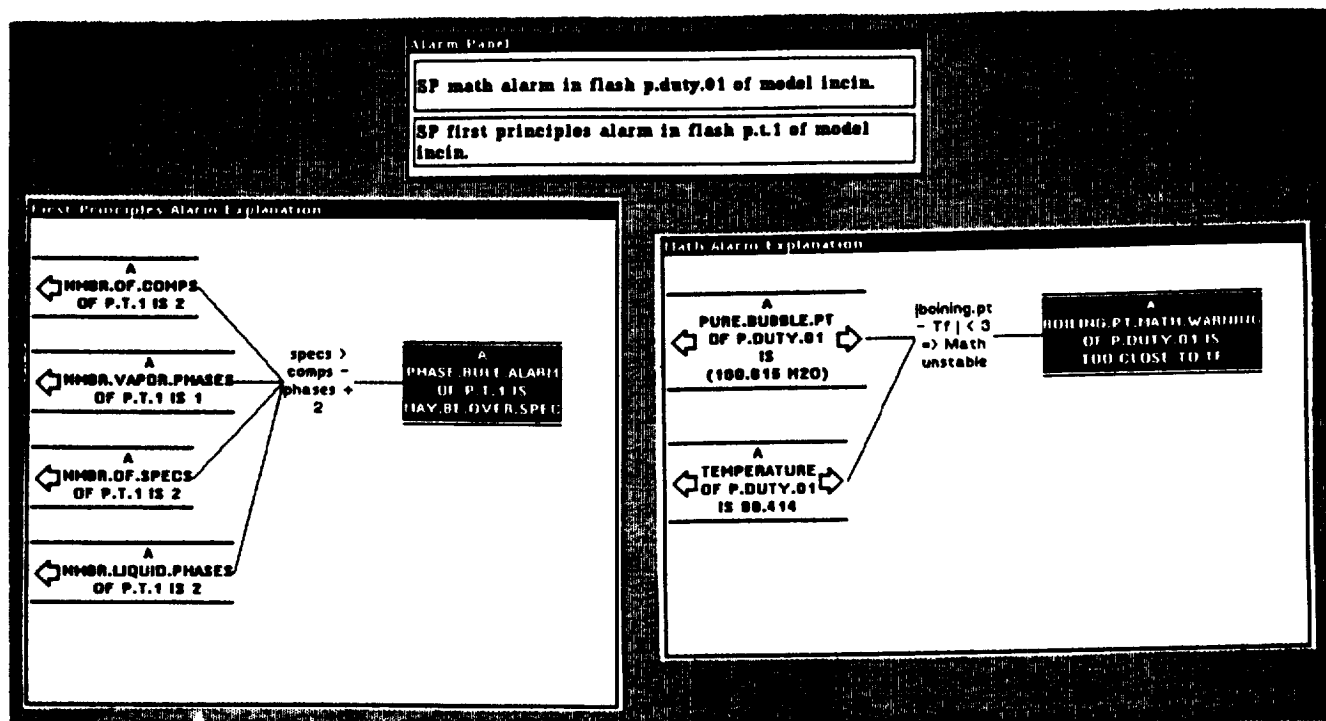 Alarm Panel
SP math alarm in flash p.duty.01 of model incin.
SP first principles alarm in flash p.t.1 of model
incin.
First Principles Alarm Explanation
A
NMBR.OF.COMPS
OF P.T.1 IS 2
A
NMBR.VAPOR.PHASES
OF P.T.1 IS 1
A
NMBR.OF.SPECS
OF P.T.1 IS 2
A
NMBR.LIQUID.PHASES
OF P.T.1 IS 2
specs >
comps -
phases +
2
A
PHASE.RULE.ALARM
OF P.T.1 IS
MAY.BE.OVER.SPEC
Math Alarm Explanation
A
PURE.BUBBLE.PT
OF P.DUTY.01
IS
(100.015 H2O)
A
TEMPERATURE
OF P.DUTY.01
IS
|boining.pt
- Tf | < 3
=> Math
unstable
A
BOILING.PT.MATH.WARNING
OF P.DUTY.01 IS
TOO CLOSE TO TF